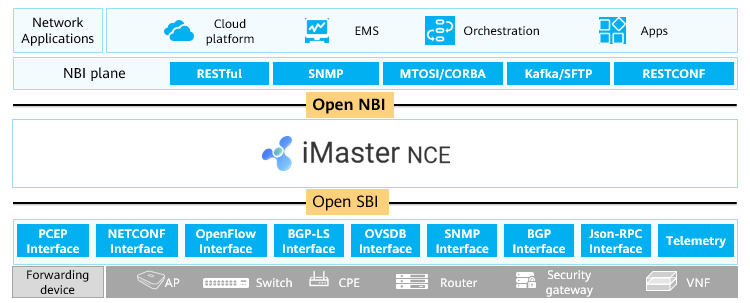 Network
Applications
Cloud
platform
EMS
Orchestration
Apps
NBI plane
RESTful
SNMP
MTOSI/CORBA
Kafka/SFTP
RESTCONF
Open NBI
iMaster NCE
Open SBI
PCEP
Interface
NETCONF
Interface
OpenFlow
Interface
BGP-LS
Interface
OVSDB
Interface
SNMP
Interface
BGP
Interface
Json-RPC
Interface
Telemetry
Forwarding
device
AP
Switch
CPE
Router
Security
gateway
VNF